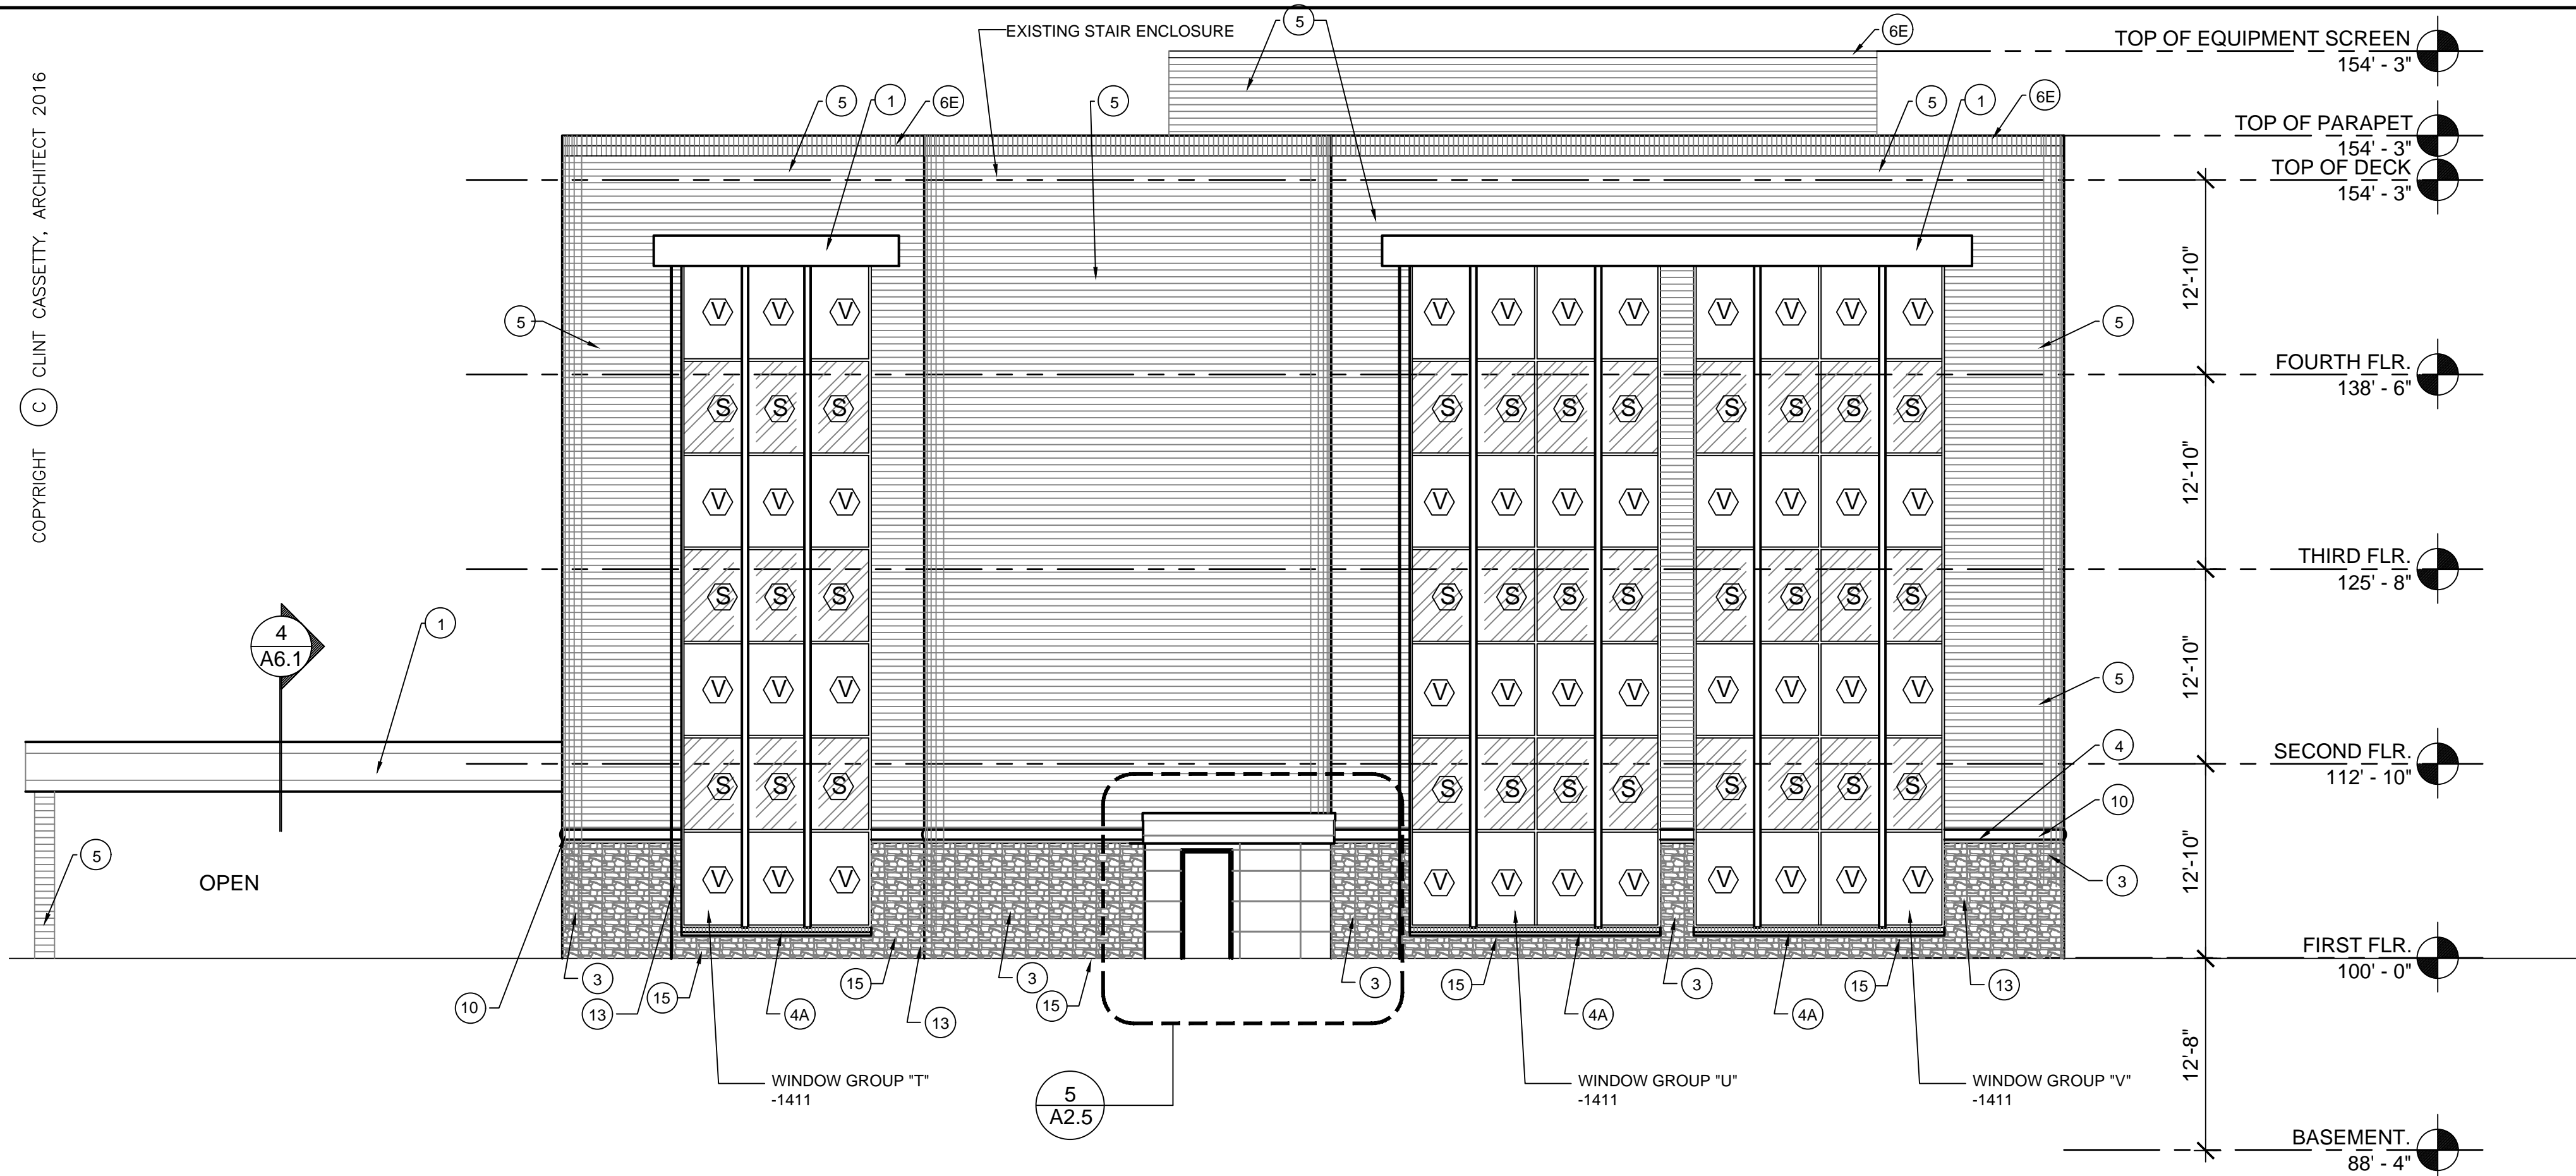 COPYRIGHT C CLINT CASSETTY, ARCHITECT 2016
EXISTING STAIR ENCLOSURE
5
6E
TOP OF EQUIPMENT SCREEN
154' - 3"
5
1
6E
5
5
1
6E
TOP OF PARAPET
154' - 3"
TOP OF DECK
154' - 3"
12'-10"
V V V V V V V V V V V
5
5
FOURTH FLR.
138' - 6"
S S S S S S S S S S S
12'-10"
V V V V V V V V V V V
THIRD FLR.
125' - 8"
S S S S S S S S S S S
4
A6.1
1
12'-10"
V V V V V V V V V V V
5
4
SECOND FLR.
112' - 10"
S S S S S S S S S S S
10
5
OPEN
12'-10"
V V V V V V V V V V V
3
FIRST FLR.
100' - 0"
3
15
15
3
3
15
3
15
13
10
13
4A
13
15
4A
4A
12'-8"
WINDOW GROUP "T"
-1411
5
A2.5
WINDOW GROUP "U"
-1411
WINDOW GROUP "V"
-1411
BASEMENT.
88' - 4"